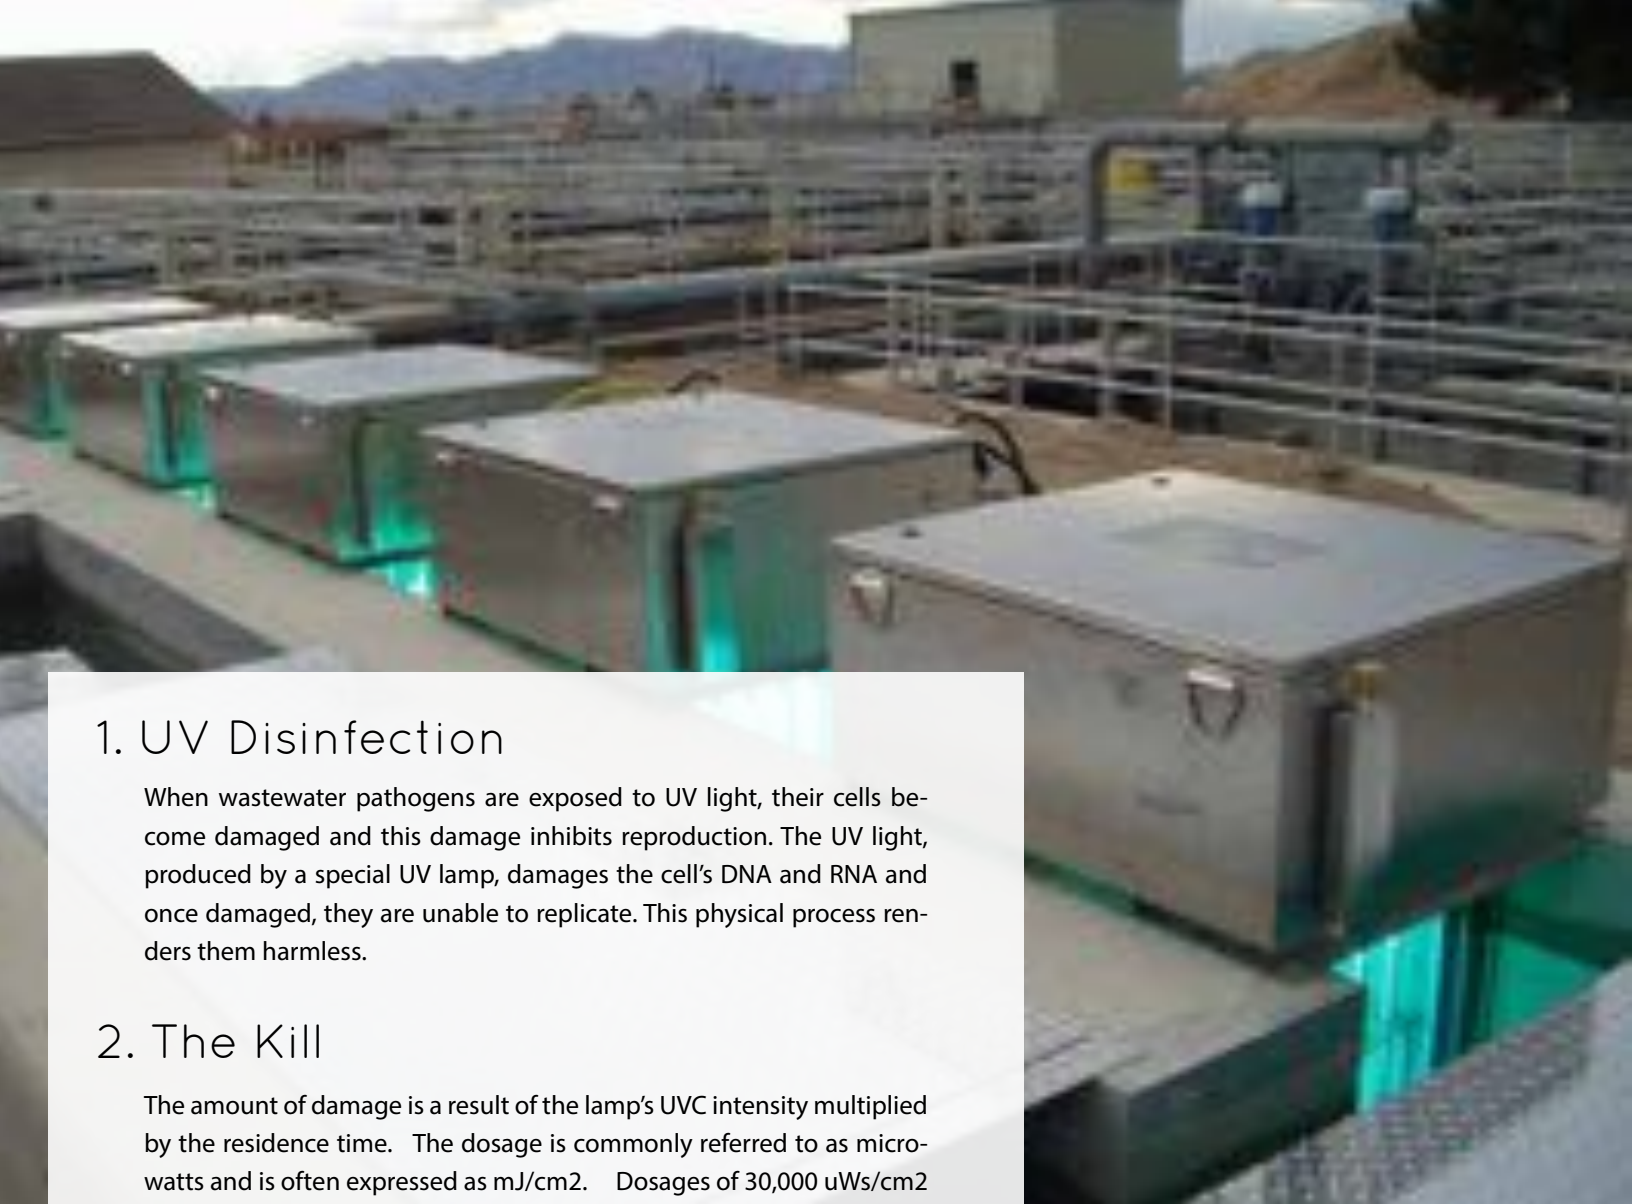 1. UV Disinfection
When wastewater pathogens are exposed to UV light, their cells be-
come damaged and this damage inhibits reproduction. The UV light,
produced by a special UV lamp, damages the cell's DNA and RNA and
once damaged, they are unable to replicate. This physical process ren-
ders them harmless.
2. The Kill
The amount of damage is a result of the lamp's UVC intensity multiplied
by the residence time. The dosage is commonly referred to as micro-
watts and is often expressed as mJ/cm2. Dosages of 30,000 uWs/cm2